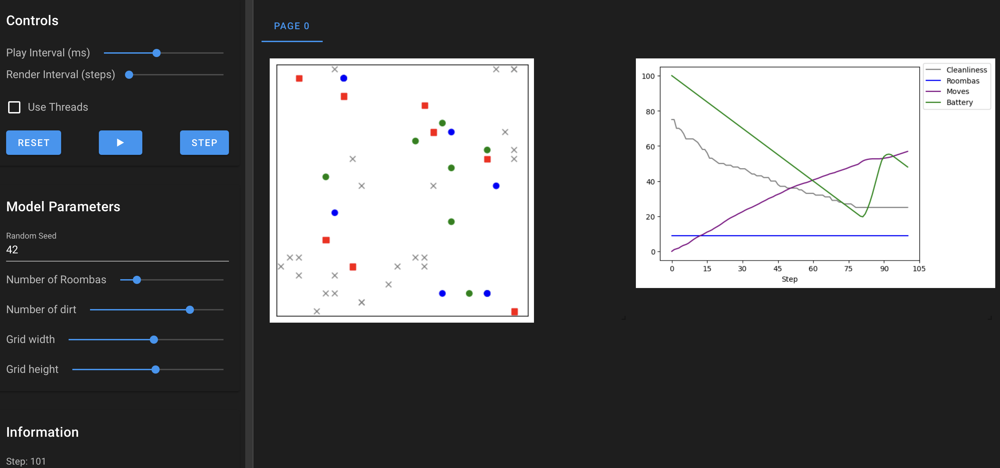 Controls
Play Interval (ms)
Render Interval (steps)
Use Threads
RESET
STEP
Model Parameters
Random Seed
42
Number of Roombas
Number of dirt
Grid width
Grid height
Information
Step: 101
PAGE 0
100
80
60
40
20
0
0 15 30 45 60 75 90 105
Step
Cleanliness
Roombas
Moves
Battery